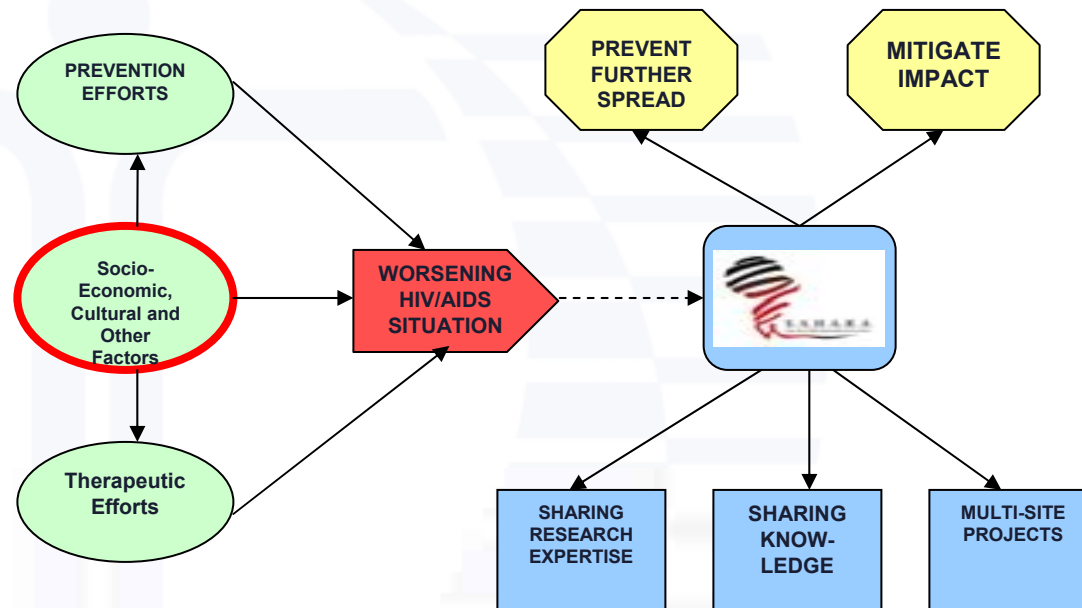 PREVENTION
EFFORTS
PREVENT
FURTHER
SPREAD
MITIGATE
IMPACT
Socio-
Economic,
Cultural and
Other
Factors
WORSENING
HIV/AIDS
SITUATION
SAHARA
Therapeutic
Efforts
SHARING
RESEARCH
EXPERTISE
SHARING
KNOW-
LEDGE
MULTI-SITE
PROJECTS